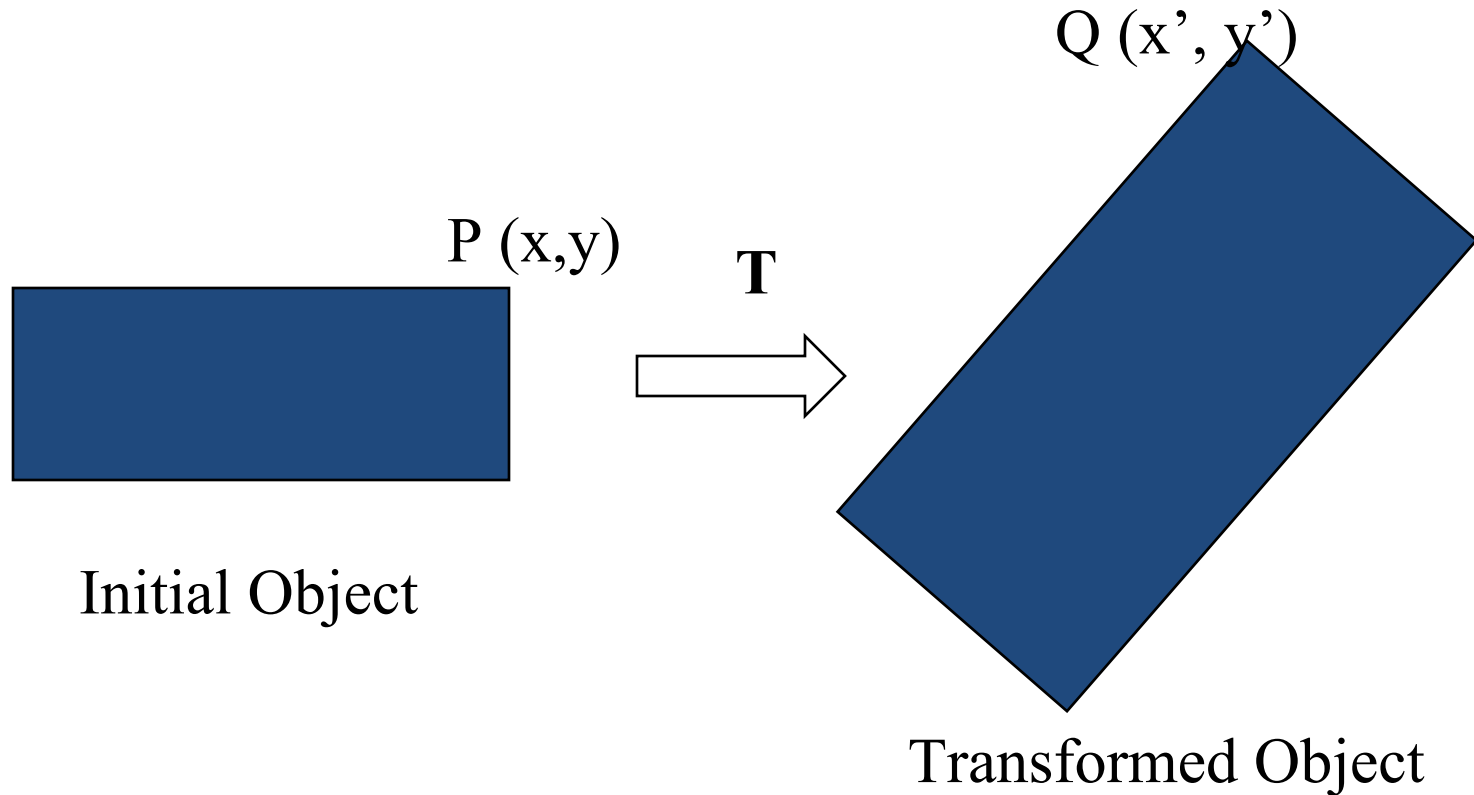 Q (x’, y’)
P (x,y)
T
Initial Object
Transformed Object